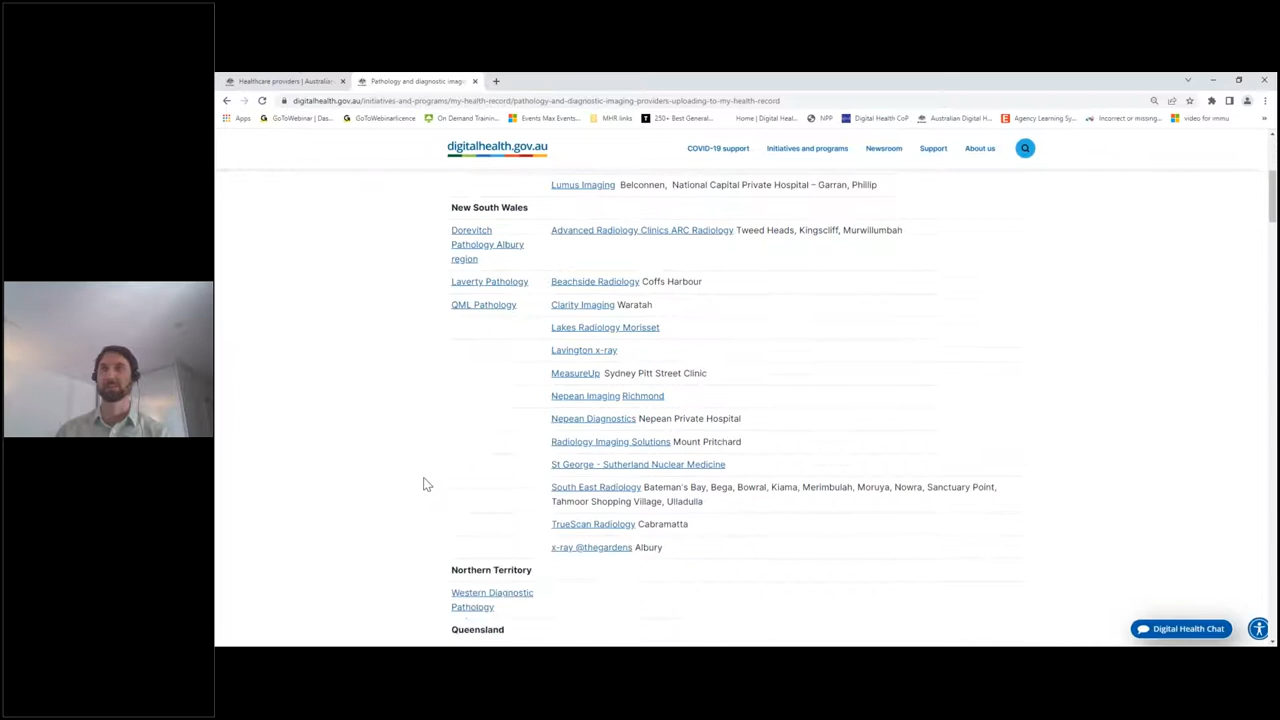 Healthcare providers | Australia
Pathology and diagnostic imag
digitalhealth.gov.au/initiatives-and-programs/my-health-record/pathology-and-diagnostic-imaging-providers-uploading-to-my-health-record
Apps GoToWebinar | Das... GoToWebinarlicence On Demand Training... Events Max Events... MHR links 250+ Best General... Home | Digital Heal... NPP Digital Health CoP Australian Digital H... Agency Learning Sy... Incorrect or missing... video for immu
digitalhealth.gov.au
COVID-19 support Initiatives and programs Newsroom Support About us
Lumus Imaging Belconnen, National Capital Private Hospital – Garran, Phillip
New South Wales
Dorevitch
Pathology Albury
region
Advanced Radiology Clinics ARC Radiology Tweed Heads, Kingscliff, Murwillumbah
Laverty Pathology
Beachside Radiology Coffs Harbour
QML Pathology
Clarity Imaging Waratah
Lakes Radiology Morisset
Lavington x-ray
MeasureUp Sydney Pitt Street Clinic
Nepean Imaging Richmond
Nepean Diagnostics Nepean Private Hospital
Radiology Imaging Solutions Mount Pritchard
St George - Sutherland Nuclear Medicine
South East Radiology Bateman's Bay, Bega, Bowral, Kiama, Merimbulah, Moruya, Nowra, Sanctuary Point,
Tahmoor Shopping Village, Ulladulla
TrueScan Radiology Cabramatta
x-ray @thegardens Albury
Northern Territory
Western Diagnostic
Pathology
Queensland
Digital Health Chat